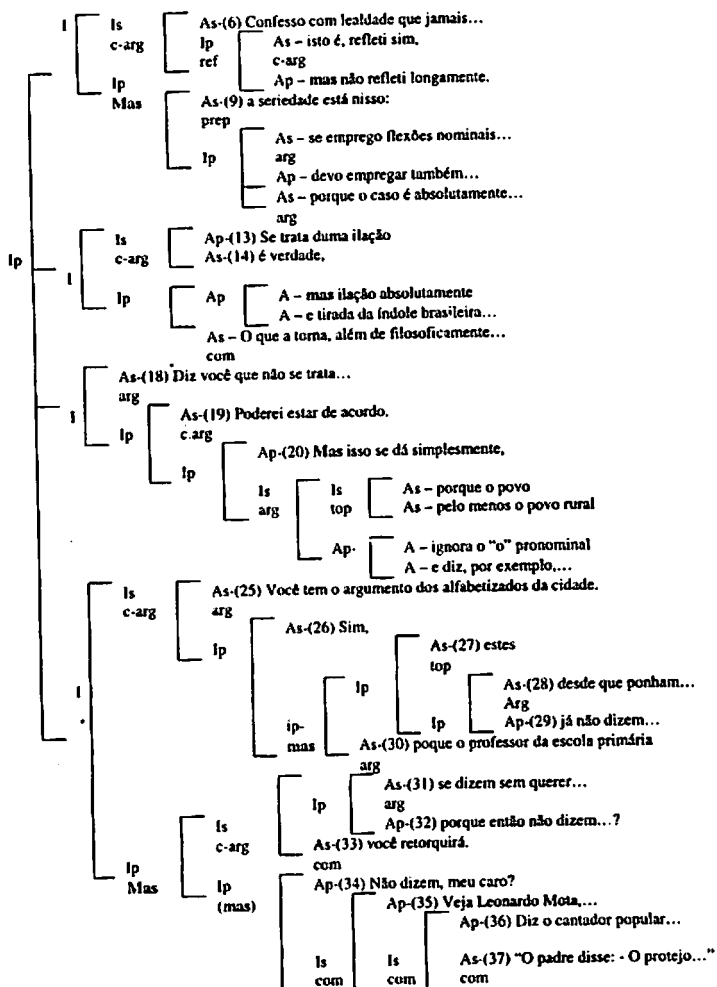 I Is As-(6) Confesso com lealdade que jamais…
c-arg Ip As – isto é, refleti sim,
ref c-arg
Ip Ap – mas não refleti longamente.
Mas As-(9) a seriedade está nisso:
prep
As – se emprego flexões nominais…
Ip arg
Ap – devo empregar também…
As – porque o caso é absolutamente…
arg
Is Ap-(13) Se trata duma ilação
Ip c-arg As-(14) é verdade,
I
Ip Ap A – mas ilação absolutamente
A – e tirada da índole brasileira…
As – O que a torna, além de filosoficamente…
com
As-(18) Diz você que não se trata…
arg
I As-(19) Poderei estar de acordo.
Ip c.arg
Ap-(20) Mas isso se dá simplesmente,
Ip
Is Is As – porque o povo
arg top As – pelo menos o povo rural
Ap- A – ignora o "o" pronominal
A – e diz, por exemplo,…
Is As-(25) Você tem o argumento dos alfabetizados da cidade.
c-arg arg
As-(26) Sim,
Ip As-(27) estes
top
I Ip As-(28) desde que ponham…
Arg
ip- Ip Ap-(29) já não dizem…
mas As-(30) poque o professor da escola primária
arg
As-(31) se dizem sem querer…
Ip arg
Is Ap-(32) porque então não dizem…?
c-arg As-(33) você retorquirá.
Ip com
Mas Ip Ap-(34) Não dizem, meu caro?
(mas) Ap-(35) Veja Leonardo Mota,…
Ap-(36) Diz o cantador popular…
Is Is As-(37) "O padre disse: - O protejo…"
com com com